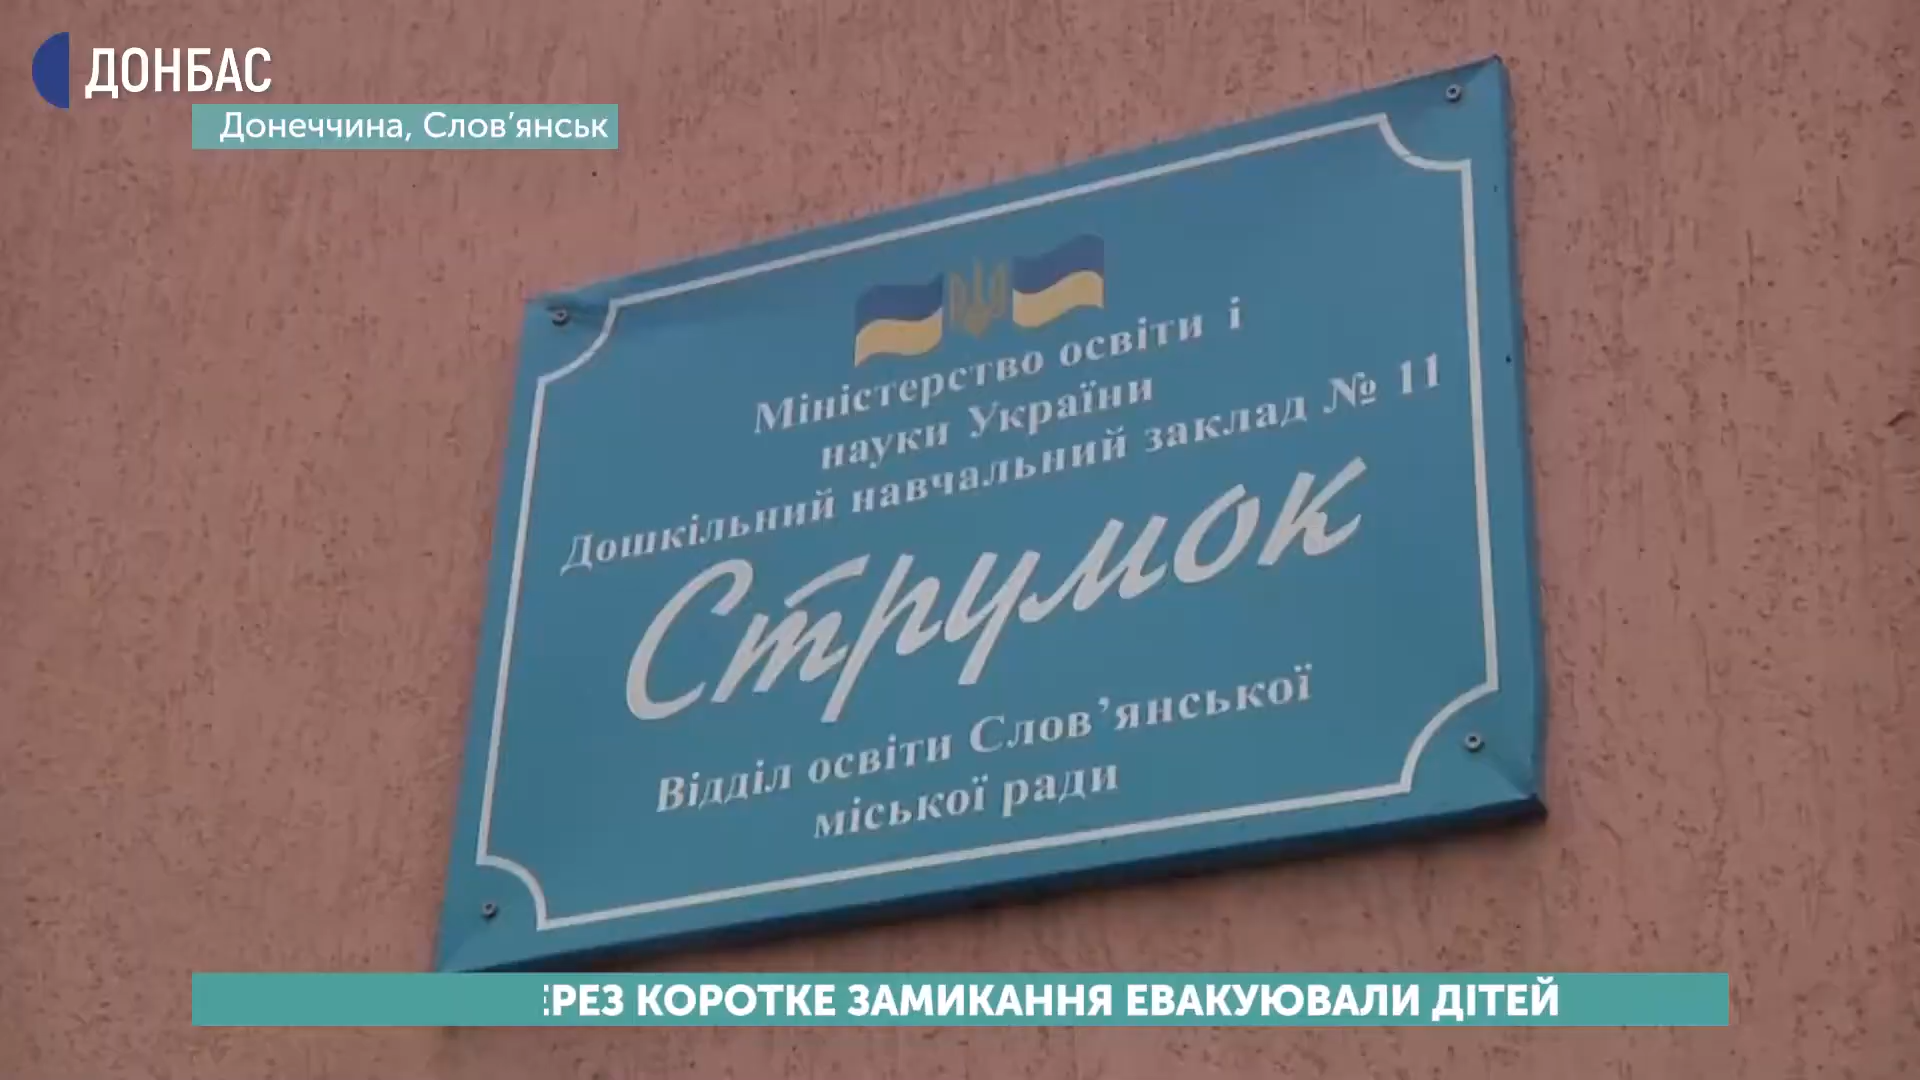 ДОНБАС
Донеччина, Слов’янськ
Міністерство освіти і
науки України
Дошкільний навчальний заклад № 11
Струмок
Відділ освіти Слов’янської
міської ради
КОРОТКЕ ЗАМИКАННЯ ЕВАКУЮВАЛИ ДІТЕЙ